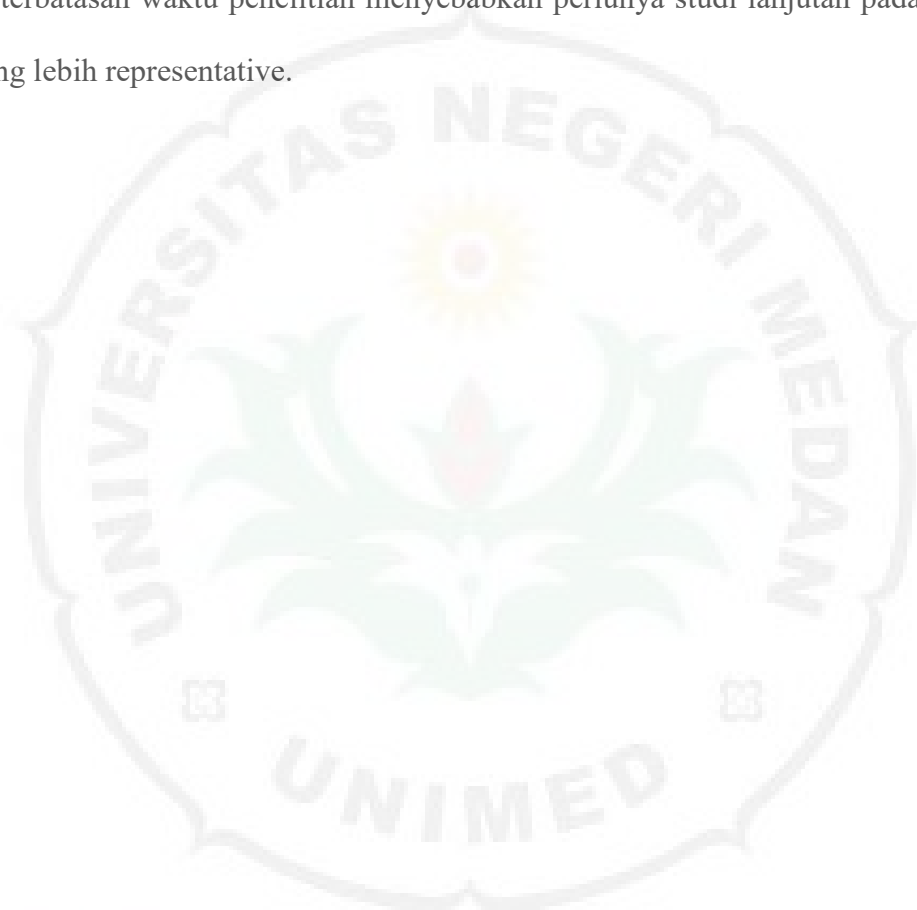 terbatasan waktu penelitian menyebabkan perlunya studi lanjutan pada
ng lebih representative.
UNIVERSITAS NEGERI MEDAN
UNIMED